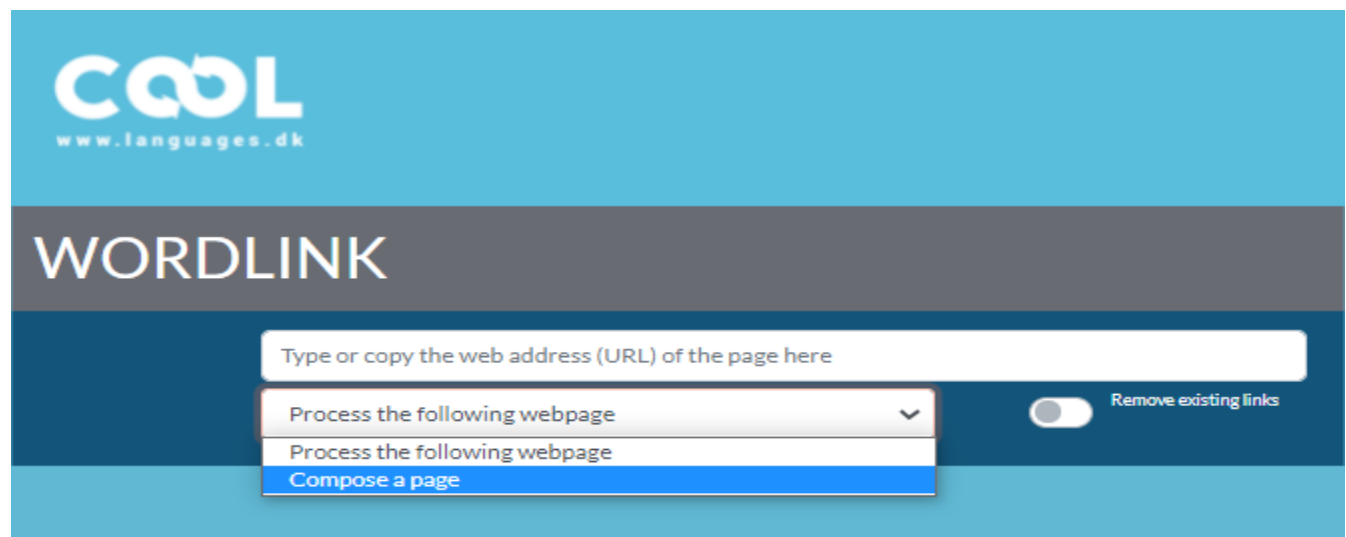 COOL
www.languages.dk
WORDLINK
Type or copy the web address (URL) of the page here
Process the following webpage
Remove existing links
Process the following webpage
Compose a page